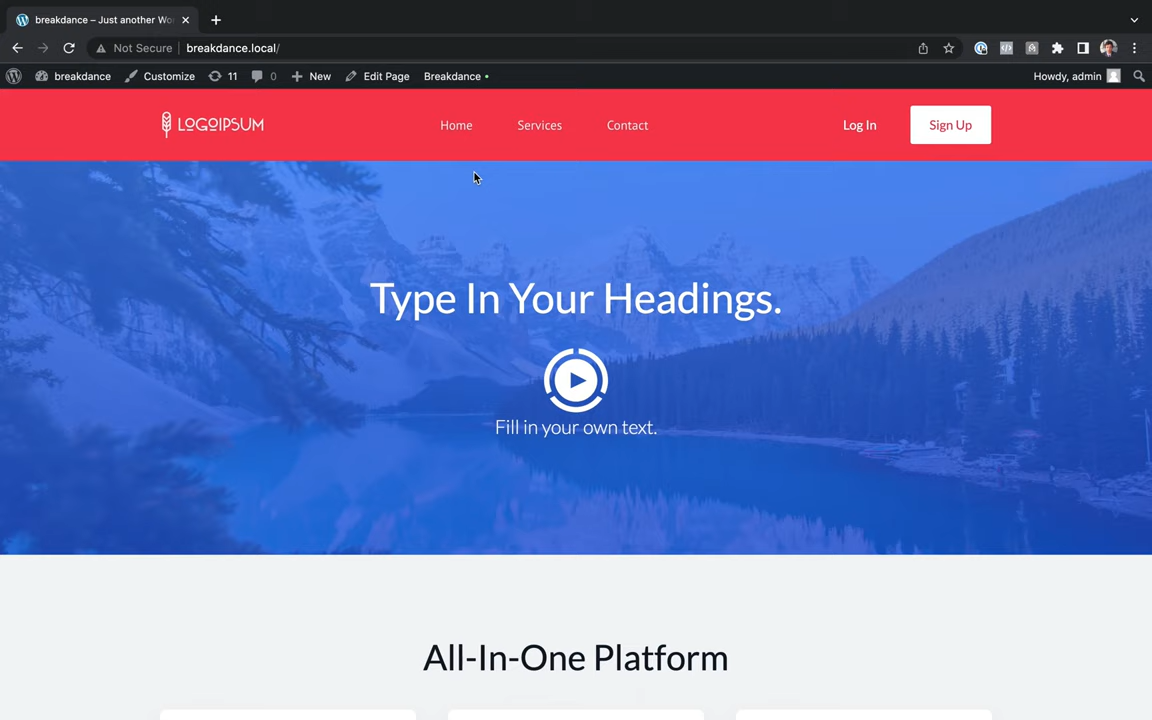 breakdance – Just another Wo
Not Secure
breakdance.local/
breakdance
Customize
11
0
New
Edit Page
Breakdance
Howdy, admin
LOGOIPSUM
Home
Services
Contact
Log In
Sign Up
Type In Your Headings.
Fill in your own text.
All-In-One Platform